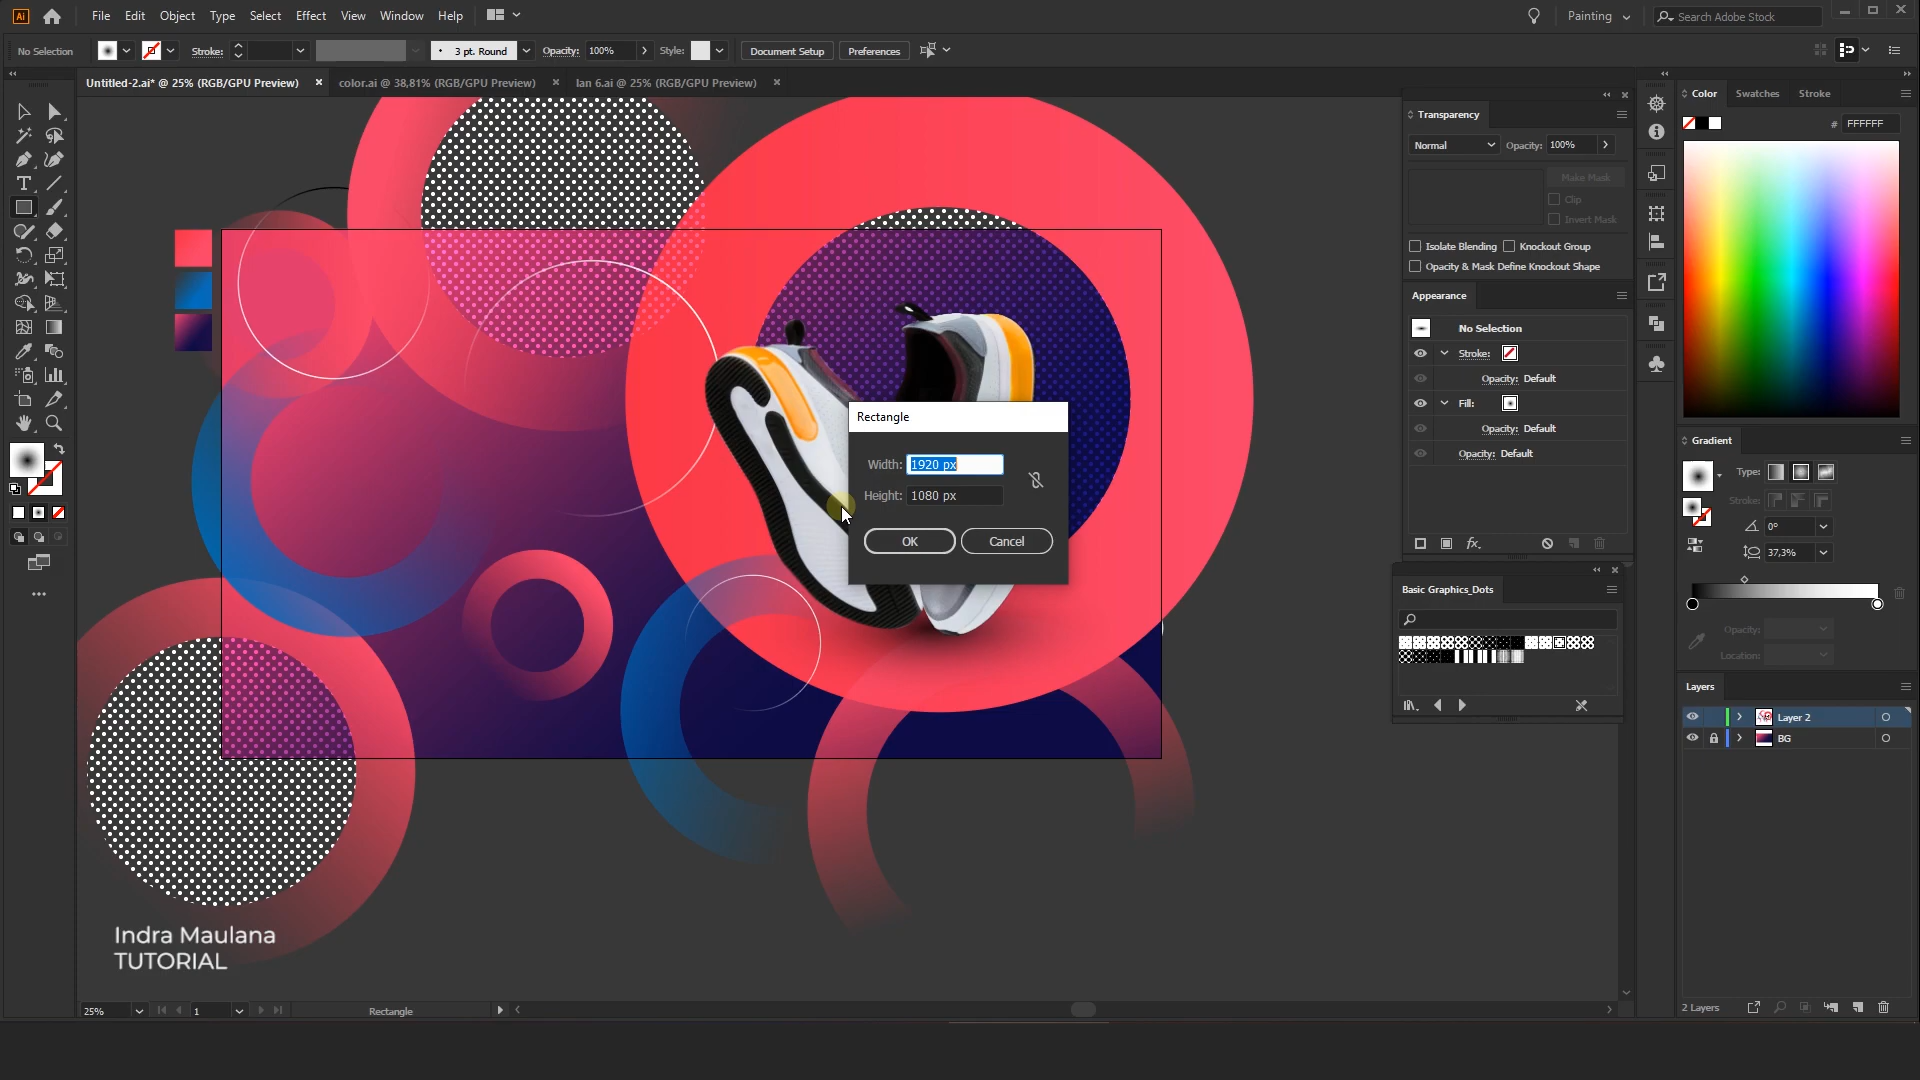 Ai File Edit Object Type Select Effect View Window Help Painting Search Adobe Stock
No Selection Stroke: 3 pt. Round Opacity: 100% Style: Document Setup Preferences
Untitled-2.ai* @ 25% (RGB/GPU Preview) color.ai @ 38,81% (RGB/GPU Preview) lan 6.ai @ 25% (RGB/GPU Preview)
Transparency
Normal Opacity: 100%
Make Mask
Clip
Invert Mask
Isolate Blending Knockout Group
Opacity & Mask Define Knockout Shape
Appearance
No Selection
Stroke:
Opacity: Default
Fill:
Opacity: Default
Opacity: Default
fx.
Basic Graphics_Dots
Color Swatches Stroke
# FFFFFF
Gradient
Type:
Stroke:
0°
37,3%
Opacity:
Location:
Layers
Layer 2
BG
2 Layers
Rectangle
Width: 1920 px
Height: 1080 px
OK Cancel
Indra Maulana
TUTORIAL
25% 1 Rectangle